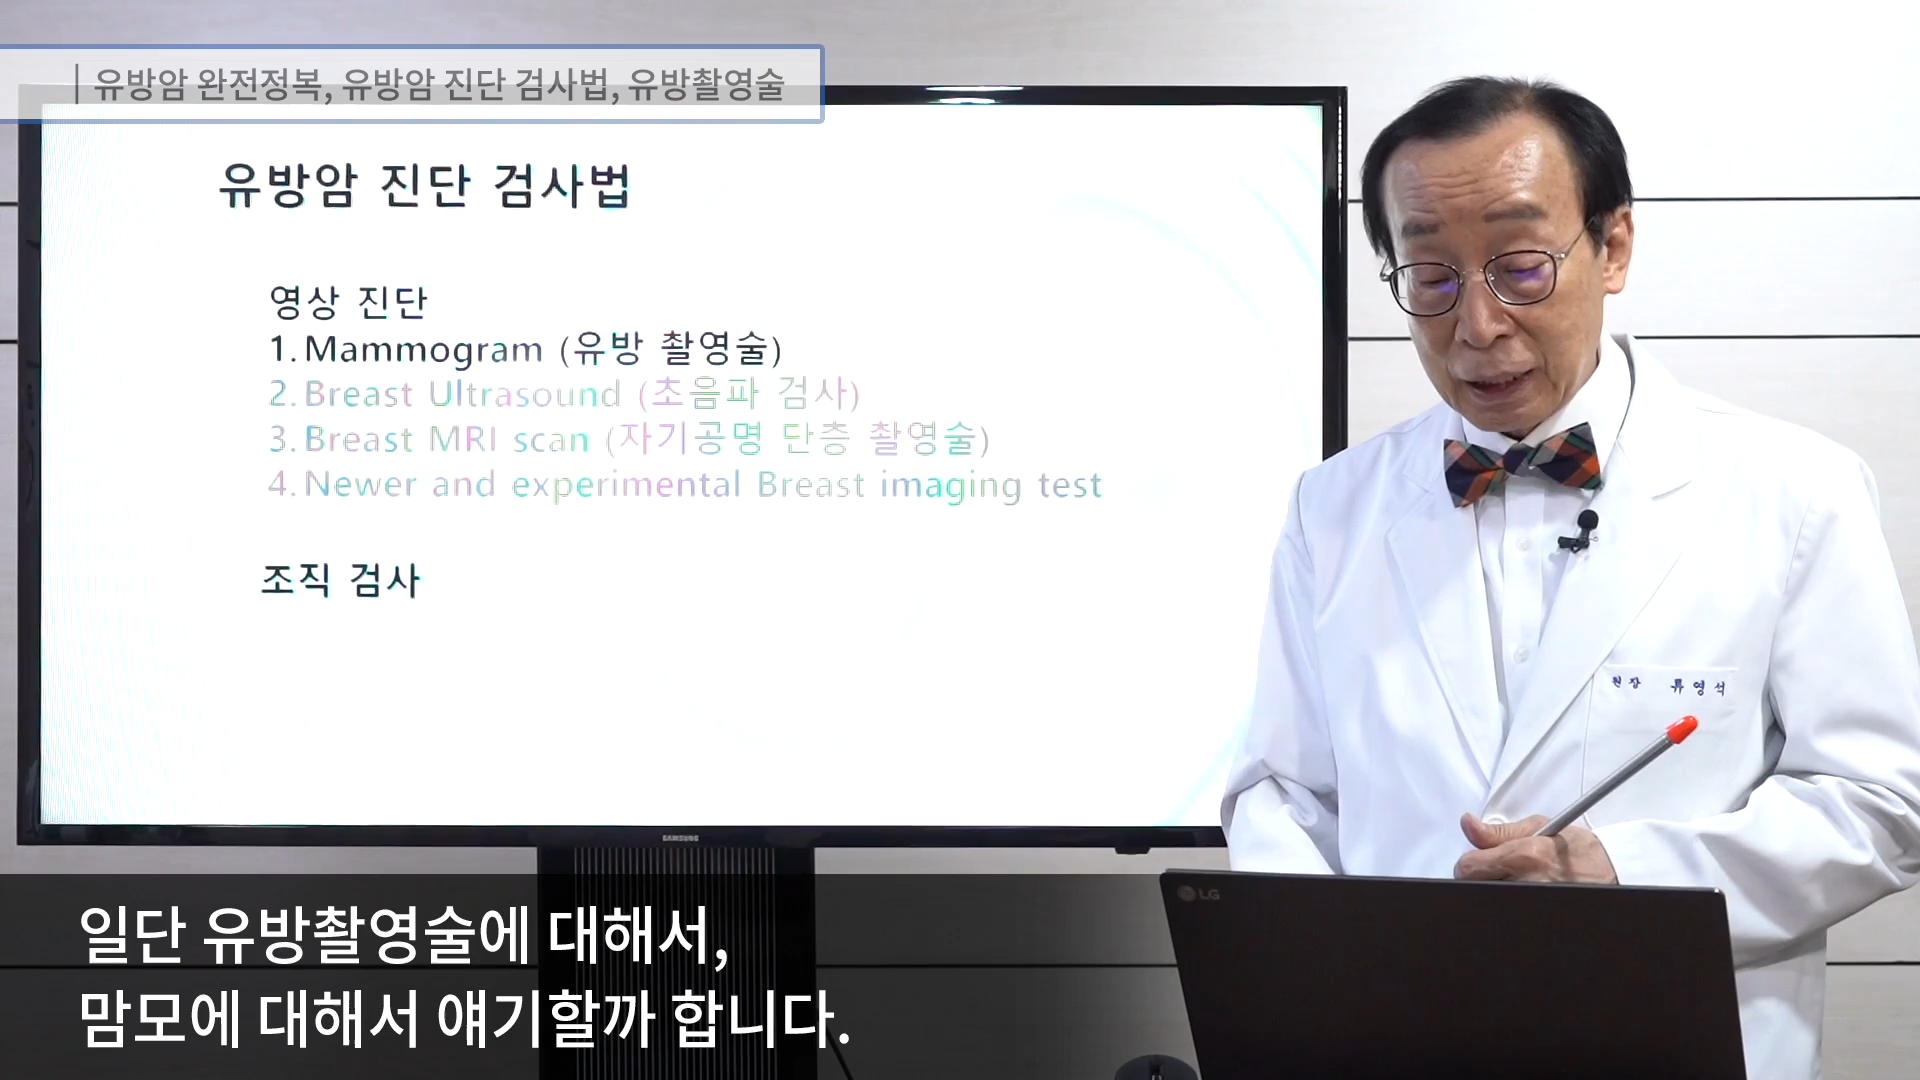 유방암 완전정복, 유방암 진단 검사법, 유방촬영술
유방암 진단 검사법
영상 진단
1. Mammogram (유방 촬영술)
2. Breast Ultrasound (초음파 검사)
3. Breast MRI scan (자기공명 단층 촬영술)
4. Newer and experimental Breast imaging test
조직 검사
SAMSUNG
원장 류영석
LG
일단 유방촬영술에 대해서,
맘모에 대해서 얘기할까 합니다.